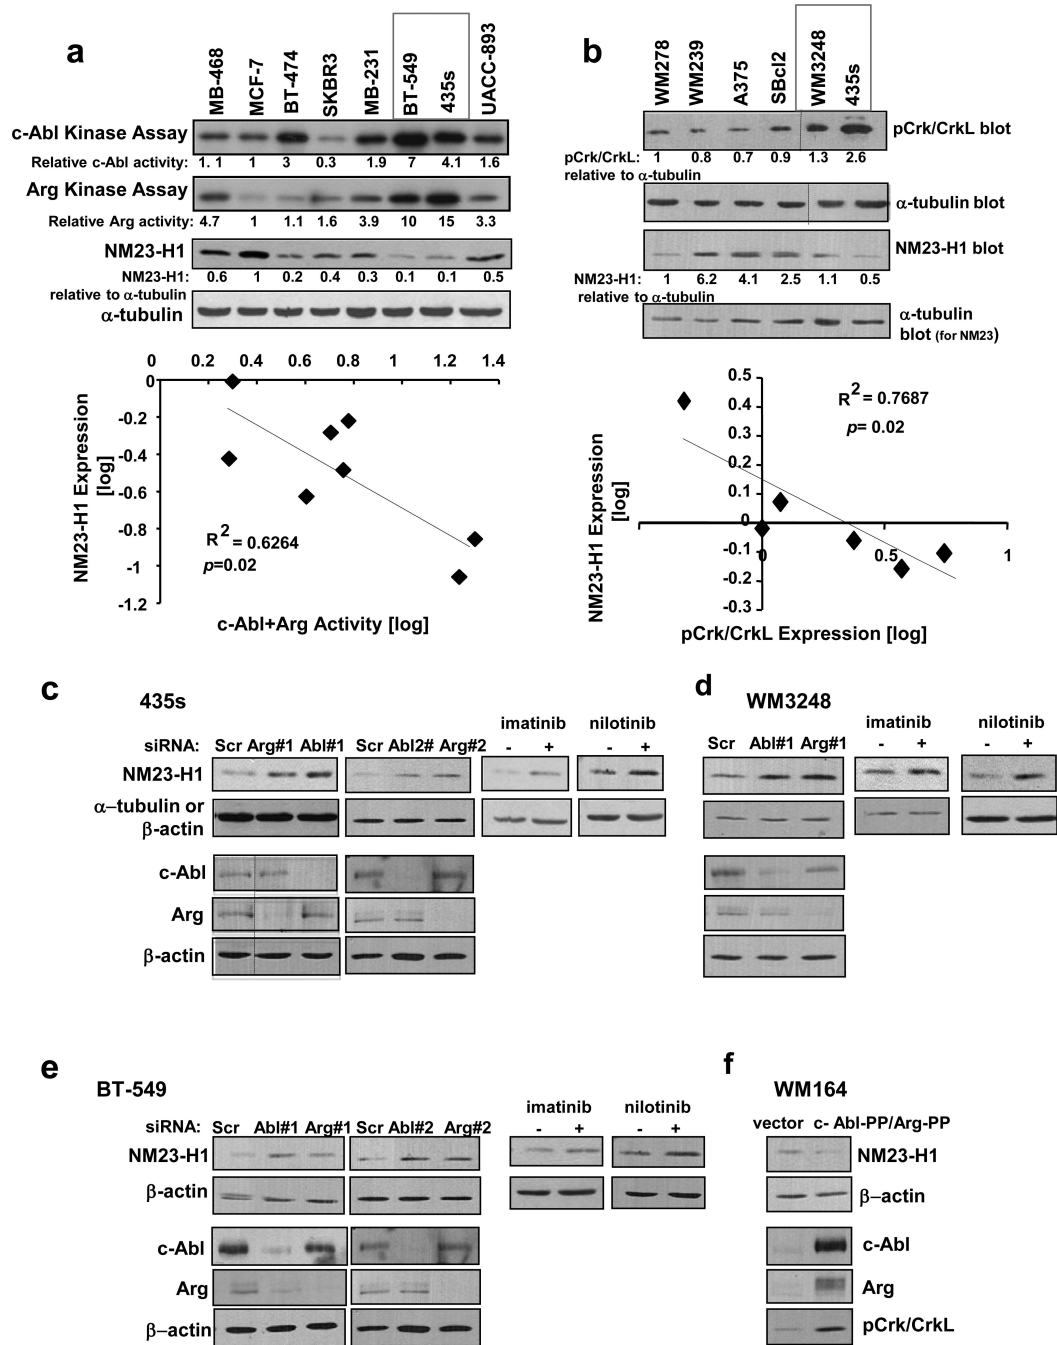 a
MB-468 MCF-7 BT-474 SKBR3 MB-231 BT-549 435s UACC-893
c-Abl Kinase Assay
Relative c-Abl activity: 1. 1 1 3 0.3 1.9 7 4.1 1.6
Arg Kinase Assay
Relative Arg activity: 4.7 1 1.1 1.6 3.9 10 15 3.3
NM23-H1
NM23-H1: 0.6 1 0.2 0.4 0.3 0.1 0.1 0.5
relative to α-tubulin
α-tubulin
0 0.2 0.4 0.6 0.8 1 1.2 1.4
0
-0.2
-0.4
-0.6
-0.8
-1
-1.2
NM23-H1 Expression
[log]
R2 = 0.6264
p=0.02
c-Abl+Arg Activity [log]
b
WM278 WM239 A375 SBcl2 WM3248 435s
pCrk/CrkL blot
pCrk/CrkL: 1 0.8 0.7 0.9 1.3 2.6
relative to α-tubulin
α-tubulin blot
NM23-H1 blot
NM23-H1: 1 6.2 4.1 2.5 1.1 0.5
relative to α-tubulin
α-tubulin
blot (for NM23)
0.5
0.4
0.3
0.2
0.1
0
-0.1
-0.2
-0.3
0 0.5 1
R2 = 0.7687
p= 0.02
NM23-H1 Expression
[log]
pCrk/CrkL Expression [log]
c
435s
imatinib nilotinib
siRNA: Scr Arg#1 Abl#1 Scr Abl2# Arg#2 - + - +
NM23-H1
α–tubulin or
β-actin
c-Abl
Arg
β-actin
d
WM3248
imatinib nilotinib
Scr Abl#1 Arg#1 - + - +
e
BT-549
imatinib nilotinib
siRNA: Scr Abl#1 Arg#1 Scr Abl#2 Arg#2 - + - +
NM23-H1
β-actin
c-Abl
Arg
β–actin
f
WM164
vector c- Abl-PP/Arg-PP
NM23-H1
β–actin
c-Abl
Arg
pCrk/CrkL